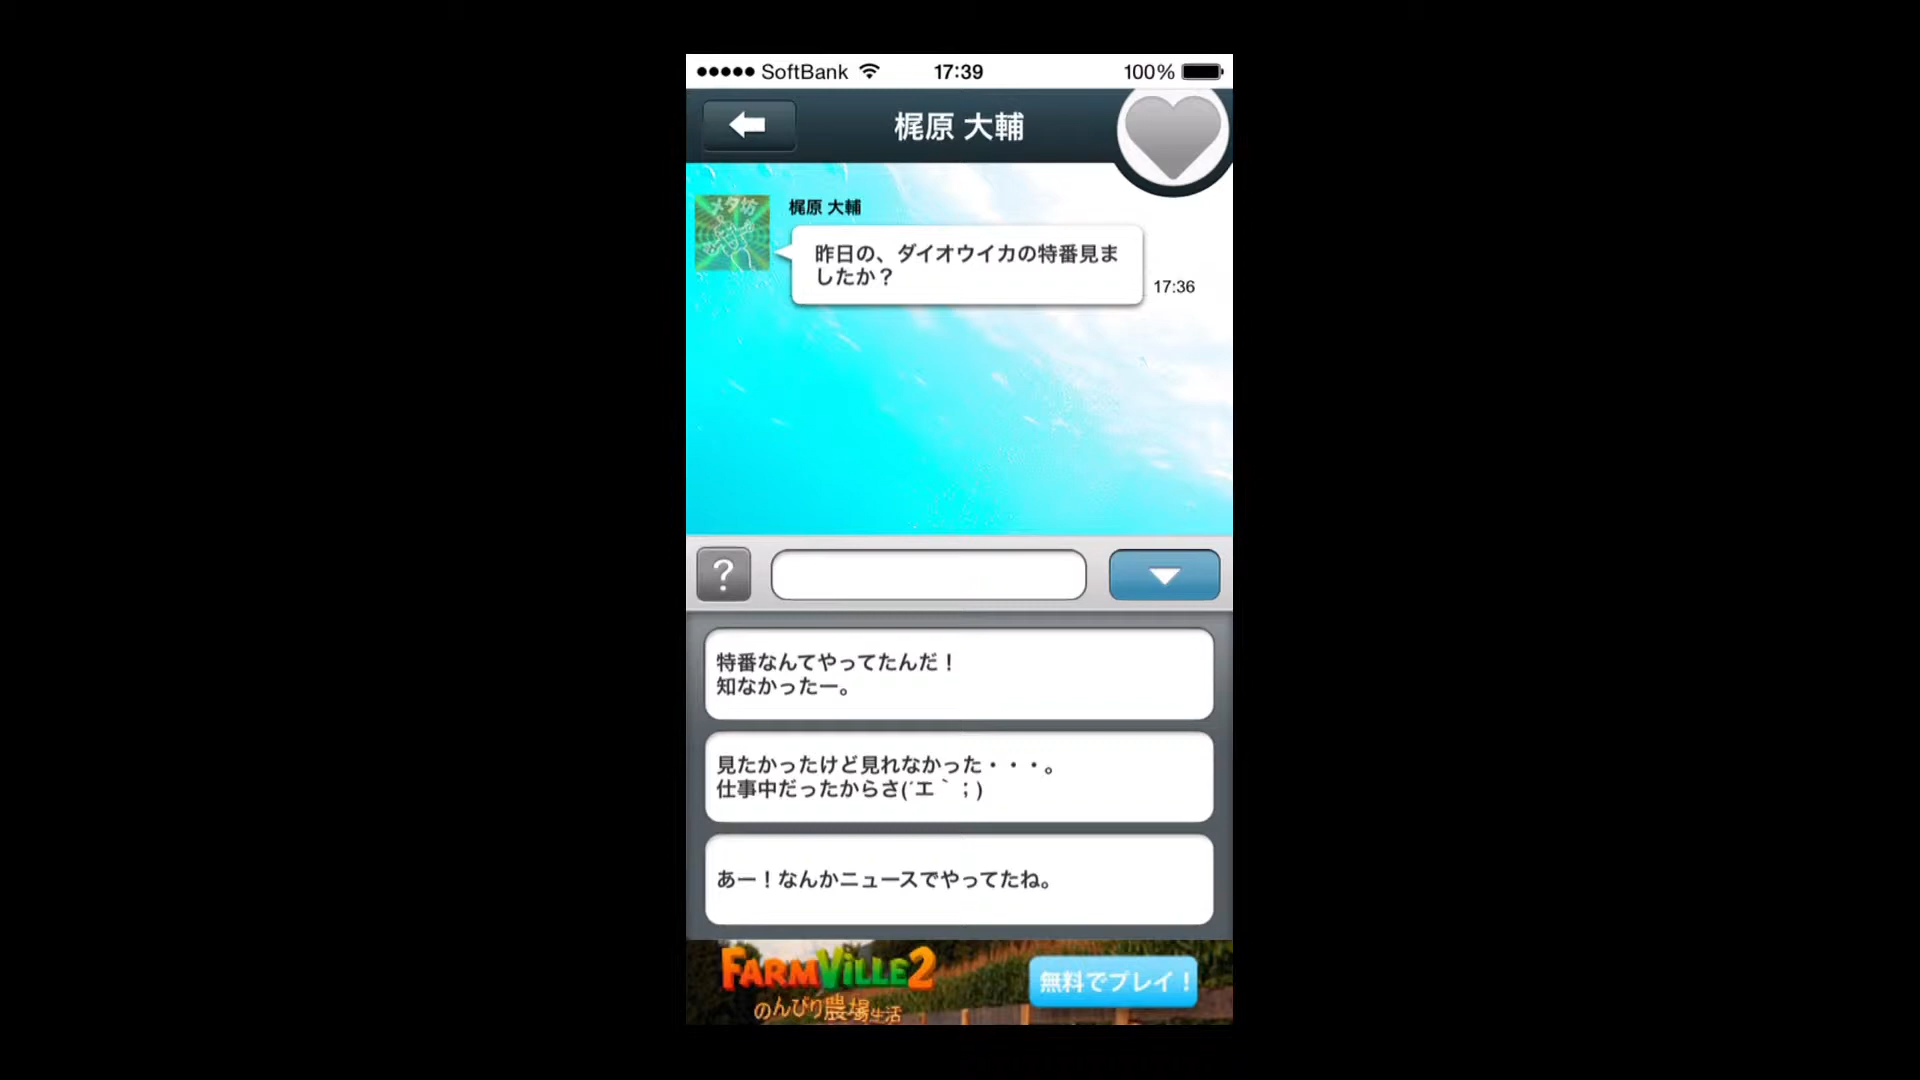 SoftBank 17:39 100%
梶原 大輔
メタ坊
梶原 大輔
昨日の、ダイオウイカの特番見ま
したか？
17:36
?
特番なんてやってたんだ！
知なかったー。
見たかったけど見れなかった・・・。
仕事中だったからさ(´エ｀；)
あー！なんかニュースでやってたね。
FARMVILLE2
のんびり農場生活
無料でプレイ！